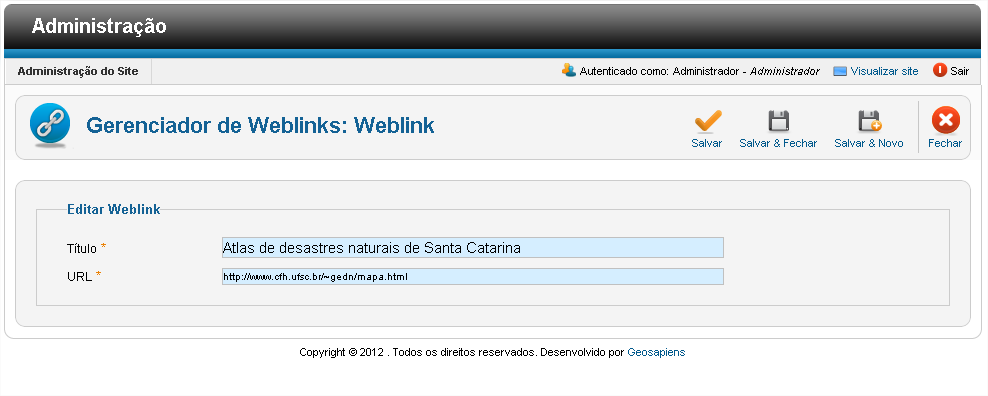 Administração
Administração do Site
Autenticado como: Administrador - Administrador Visualizar site Sair
Gerenciador de Weblinks: Weblink
Salvar Salvar & Fechar Salvar & Novo Fechar
Editar Weblink
Título * Atlas de desastres naturais de Santa Catarina
URL * http://www.cfh.ufsc.br/~gedn/mapa.html
Copyright © 2012 . Todos os direitos reservados. Desenvolvido por Geosapiens